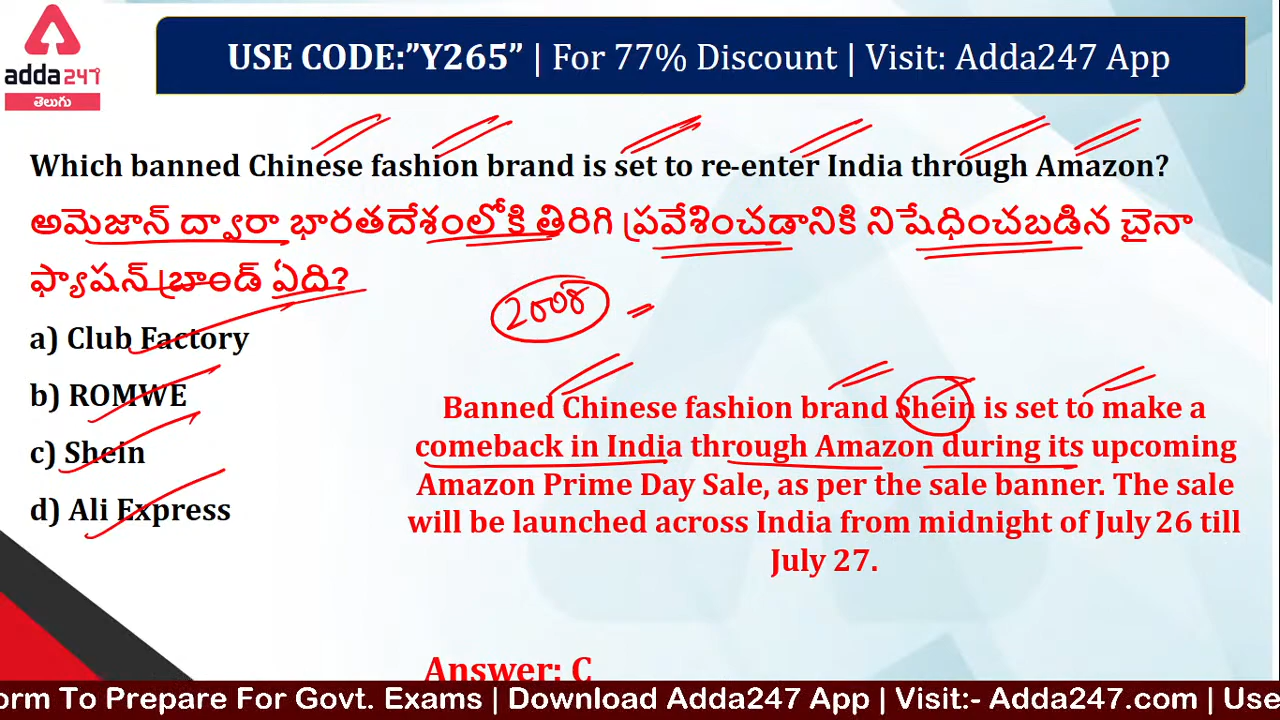 adda247
తెలుగు
USE CODE:”Y265” | For 77% Discount | Visit: Adda247 App
Which banned Chinese fashion brand is set to re-enter India through Amazon?
అమెజాన్ ద్వారా భారతదేశంలోకి తిరిగి ప్రవేశించడానికి నిషేధించబడిన చైనా
ఫ్యాషన్ బ్రాండ్ ఏది?
2008 =
a) Club Factory
b) ROMWE
c) Shein
d) Ali Express
Banned Chinese fashion brand Shein is set to make a
comeback in India through Amazon during its upcoming
Amazon Prime Day Sale, as per the sale banner. The sale
will be launched across India from midnight of July 26 till
July 27.
Answer: C
orm To Prepare For Govt. Exams | Download Adda247 App | Visit:- Adda247.com | Use